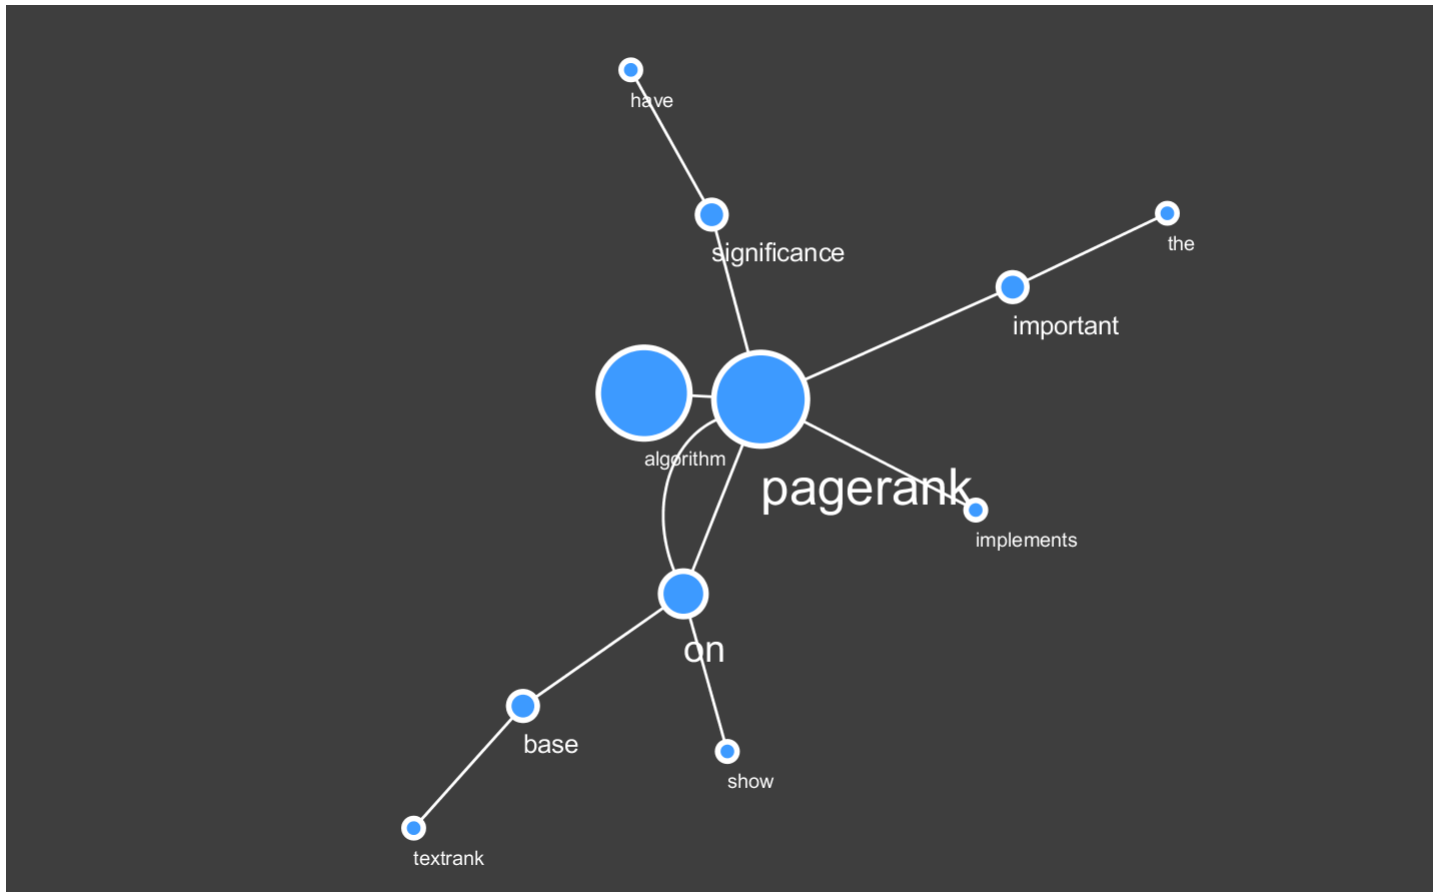 have
the
significance
important
algorithm
pagerank
implements
on
base
show
textrank